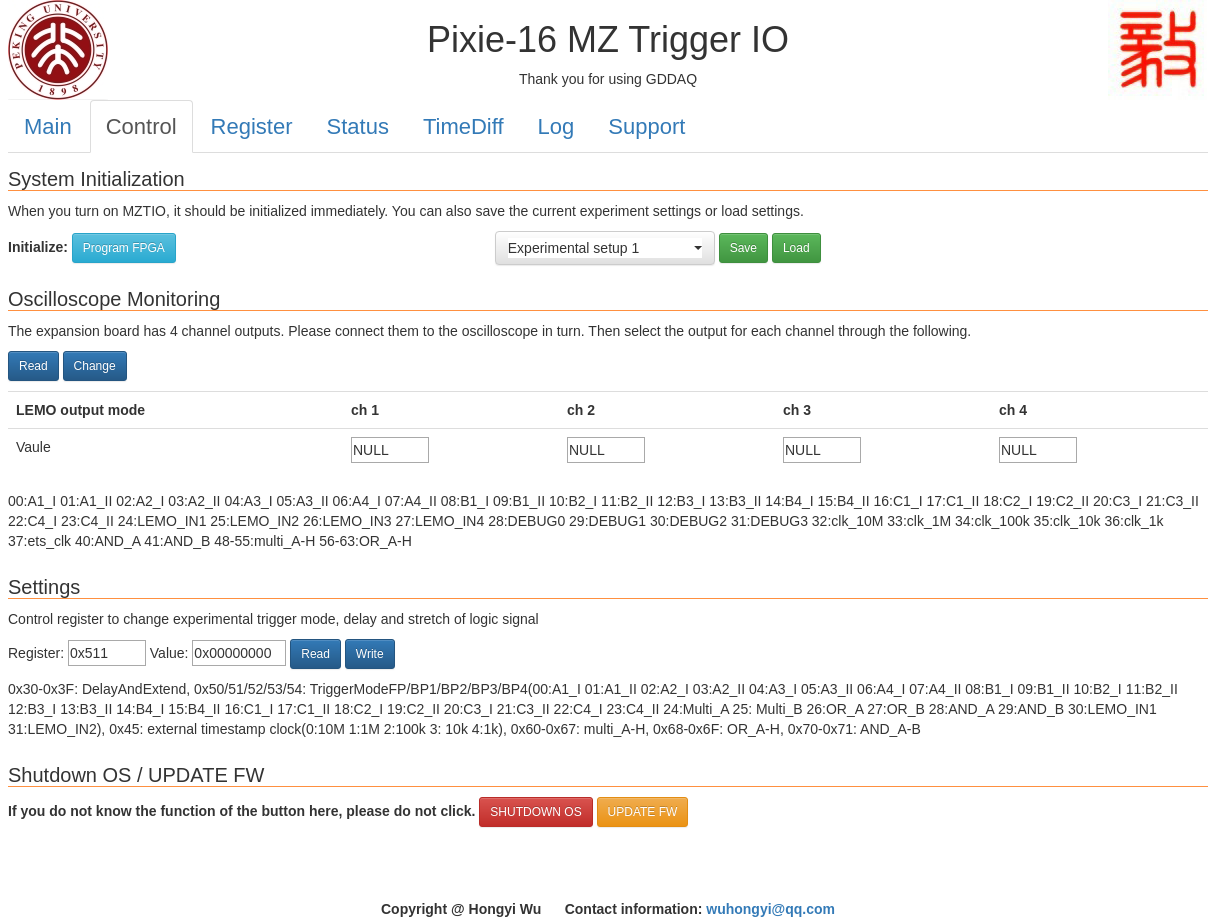 PEKING UNIVERSITY
1898
Pixie-16 MZ Trigger IO
Thank you for using GDDAQ
Main Control Register Status TimeDiff Log Support
System Initialization
When you turn on MZTIO, it should be initialized immediately. You can also save the current experiment settings or load settings.
Initialize: Program FPGA Experimental setup 1 Save Load
Oscilloscope Monitoring
The expansion board has 4 channel outputs. Please connect them to the oscilloscope in turn. Then select the output for each channel through the following.
Read Change
LEMO output mode ch 1 ch 2 ch 3 ch 4
Vaule NULL NULL NULL NULL
00:A1_I 01:A1_II 02:A2_I 03:A2_II 04:A3_I 05:A3_II 06:A4_I 07:A4_II 08:B1_I 09:B1_II 10:B2_I 11:B2_II 12:B3_I 13:B3_II 14:B4_I 15:B4_II 16:C1_I 17:C1_II 18:C2_I 19:C2_II 20:C3_I 21:C3_II
22:C4_I 23:C4_II 24:LEMO_IN1 25:LEMO_IN2 26:LEMO_IN3 27:LEMO_IN4 28:DEBUG0 29:DEBUG1 30:DEBUG2 31:DEBUG3 32:clk_10M 33:clk_1M 34:clk_100k 35:clk_10k 36:clk_1k
37:ets_clk 40:AND_A 41:AND_B 48-55:multi_A-H 56-63:OR_A-H
Settings
Control register to change experimental trigger mode, delay and stretch of logic signal
Register: 0x511 Value: 0x00000000 Read Write
0x30-0x3F: DelayAndExtend, 0x50/51/52/53/54: TriggerModeFP/BP1/BP2/BP3/BP4(00:A1_I 01:A1_II 02:A2_I 03:A2_II 04:A3_I 05:A3_II 06:A4_I 07:A4_II 08:B1_I 09:B1_II 10:B2_I 11:B2_II
12:B3_I 13:B3_II 14:B4_I 15:B4_II 16:C1_I 17:C1_II 18:C2_I 19:C2_II 20:C3_I 21:C3_II 22:C4_I 23:C4_II 24:Multi_A 25: Multi_B 26:OR_A 27:OR_B 28:AND_A 29:AND_B 30:LEMO_IN1
31:LEMO_IN2), 0x45: external timestamp clock(0:10M 1:1M 2:100k 3: 10k 4:1k), 0x60-0x67: multi_A-H, 0x68-0x6F: OR_A-H, 0x70-0x71: AND_A-B
Shutdown OS / UPDATE FW
If you do not know the function of the button here, please do not click. SHUTDOWN OS UPDATE FW
Copyright @ Hongyi Wu Contact information: wuhongyi@qq.com